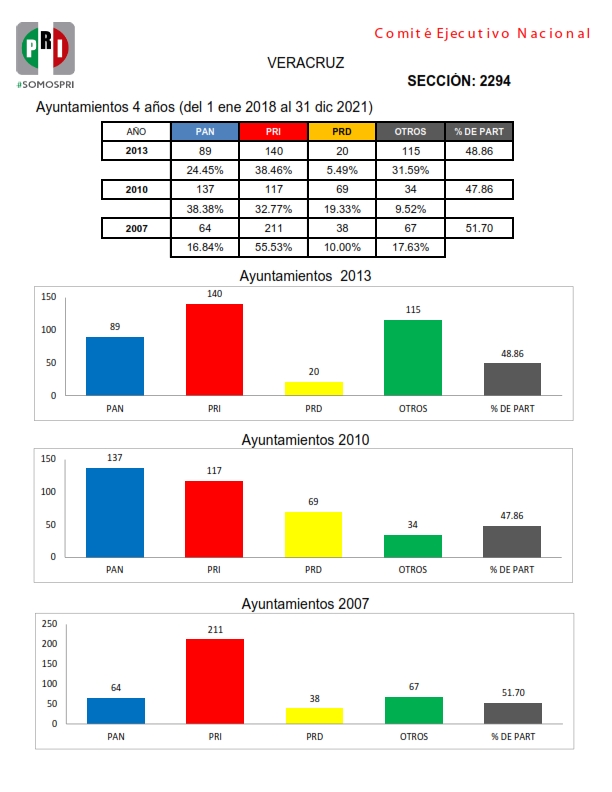 Comité Ejecutivo Nacional
PRI
#SOMOSPRI
VERACRUZ
SECCIÓN: 2294
Ayuntamientos 4 años (del 1 ene 2018 al 31 dic 2021)
AÑO PAN PRI PRD OTROS % DE PART
2013 89 140 20 115 48.86
24.45% 38.46% 5.49% 31.59%
2010 137 117 69 34 47.86
38.38% 32.77% 19.33% 9.52%
2007 64 211 38 67 51.70
16.84% 55.53% 10.00% 17.63%
Ayuntamientos 2013
150
100
50
0
89
140
20
115
48.86
PAN PRI PRD OTROS % DE PART
Ayuntamientos 2010
150
100
50
0
137
117
69
34
47.86
PAN PRI PRD OTROS % DE PART
Ayuntamientos 2007
250
200
150
100
50
0
64
211
38
67
51.70
PAN PRI PRD OTROS % DE PART